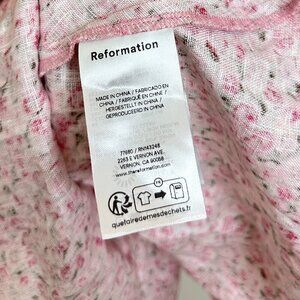 Reformation
MADE IN CHINA / FABRICADO EN
CHINA / FABRIQUÉ EN CHINE /
HERGESTELLT IN CHINA /
GEPRODUCEERD IN CHINA
77680 / RN143248
2263 E VERNON AVE.
VERNON, CA 90058
www.thereformation.com
quefairedemesdechets.fr